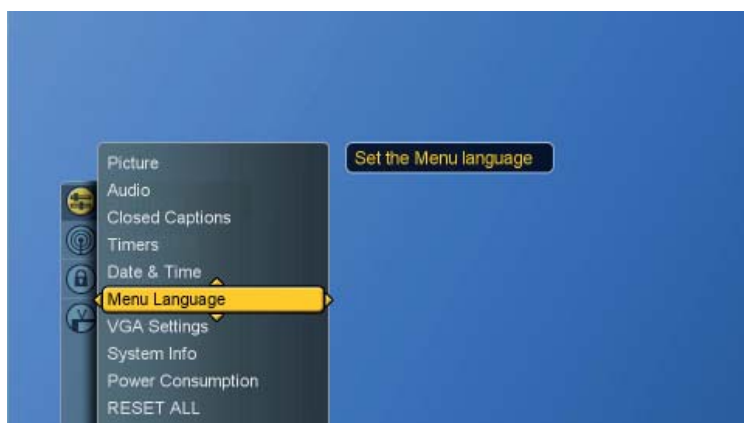 Picture
Set the Menu language
Audio
Closed Captions
Timers
Date & Time
Menu Language
VGA Settings
System Info
Power Consumption
RESET ALL